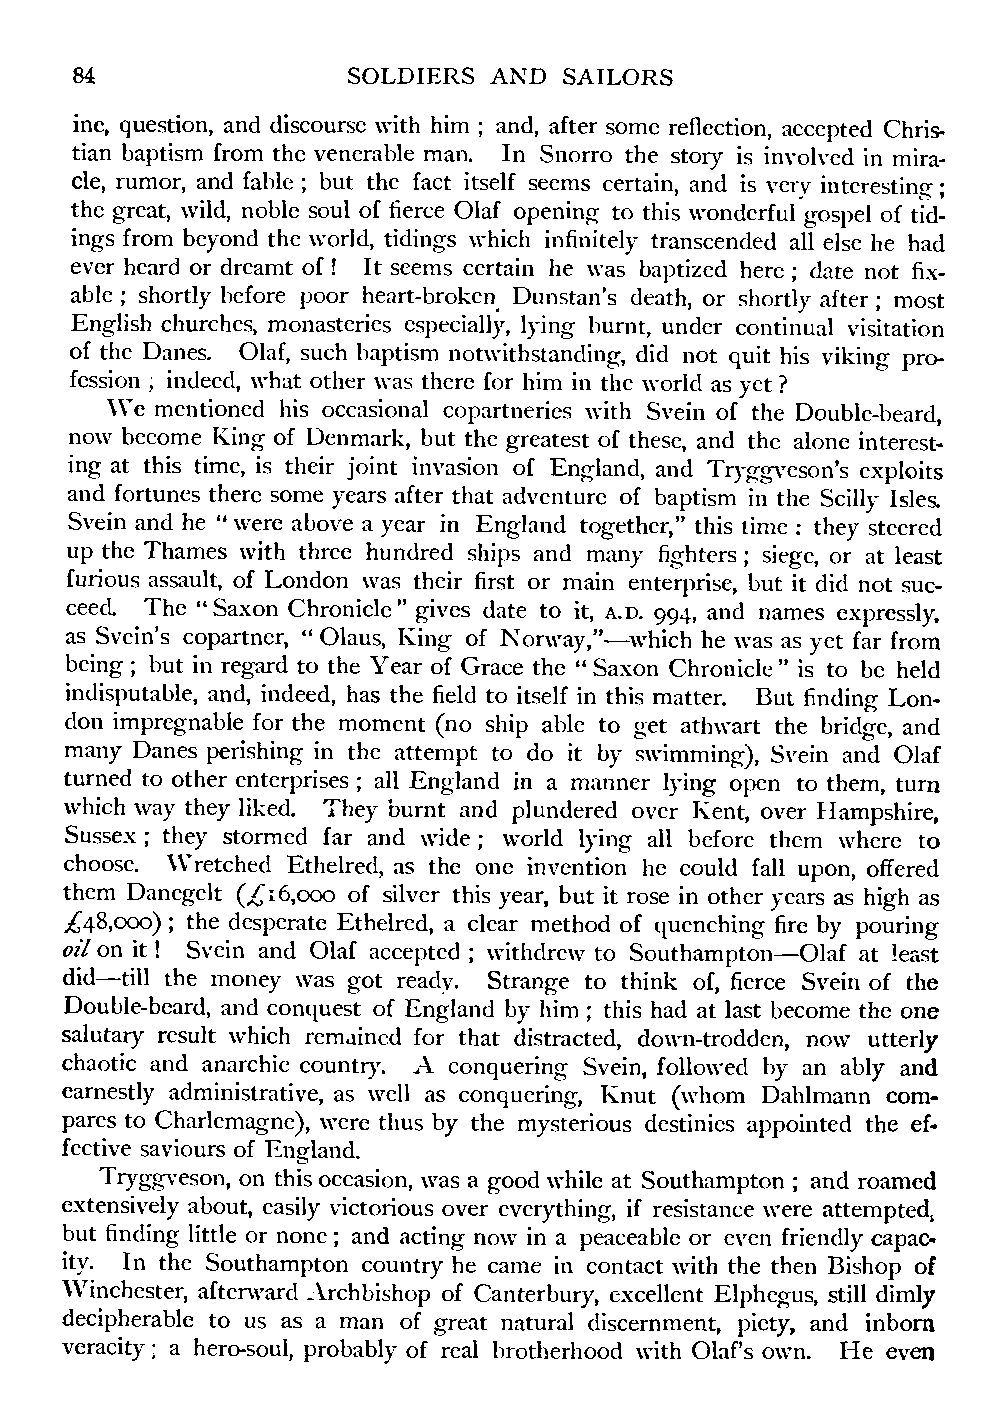 84 SOLDIERS AND SAILORS
ine, question, and discourse with him ; and, after some reflection, accepted Chris-
tian baptism from the venerable man. In Snorro the story is involved in mira-
cle, rumor, and fable ; but the fact itself seems certain, and is very interesting ;
the great, wild, noble soul of fierce Olaf opening to this wonderful gospel of tid-
ings from beyond the world, tidings which infinitely transcended all else he had
ever heard or dreamt of ! It seems certain he was baptized here ; date not fix-
able ; shortly before poor heart-broken Dunstan's death, or shortly after ; most
English churches, monasteries especially, lying burnt, under continual visitation
of the Danes. Olaf, such baptism notwithstanding, did not quit his viking pro-
fession ; indeed, what other was there for him in the world as yet ?
We mentioned his occasional copartneries with Svein of the Double-beard,
now become King of Denmark, but the greatest of these, and the alone interest-
ing at this time, is their joint invasion of England, and Tryggveson's exploits
and fortunes there some years after that adventure of baptism in the Scilly Isles.
Svein and he "were above a year in England together," this time : they steered
up the Thames with three hundred ships and many fighters ; siege, or at least
furious assault, of London was their first or main enterprise, but it did not suc-
ceed. The "Saxon Chronicle" gives date to it, A.D. 994, and names expressly,
as Svein's copartner, "Olaus, King of Norway,"—which he was as yet far from
being ; but in regard to the Year of Grace the "Saxon Chronicle" is to be held
indisputable, and, indeed, has the field to itself in this matter. But finding Lon-
don impregnable for the moment (no ship able to get athwart the bridge, and
many Danes perishing in the attempt to do it by swimming), Svein and Olaf
turned to other enterprises ; all England in a manner lying open to them, turn
which way they liked. They burnt and plundered over Kent, over Hampshire,
Sussex ; they stormed far and wide ; world lying all before them where to
choose. Wretched Ethelred, as the one invention he could fall upon, offered
them Danegelt (£16,000 of silver this year, but it rose in other years as high as
£48,000) ; the desperate Ethelred, a clear method of quenching fire by pouring
oil on it ! Svein and Olaf accepted ; withdrew to Southampton—Olaf at least
did—till the money was got ready. Strange to think of, fierce Svein of the
Double-beard, and conquest of England by him ; this had at last become the one
salutary result which remained for that distracted, down-trodden, now utterly
chaotic and anarchic country. A conquering Svein, followed by an ably and
earnestly administrative, as well as conquering, Knut (whom Dahlmann com-
pares to Charlemagne), were thus by the mysterious destinies appointed the ef-
fective saviours of England.
Tryggveson, on this occasion, was a good while at Southampton ; and roamed
extensively about, easily victorious over everything, if resistance were attempted,
but finding little or none ; and acting now in a peaceable or even friendly capac-
ity. In the Southampton country he came in contact with the then Bishop of
Winchester, afterward Archbishop of Canterbury, excellent Elphegus, still dimly
decipherable to us as a man of great natural discernment, piety, and inborn
veracity ; a hero-soul, probably of real brotherhood with Olaf's own. He even